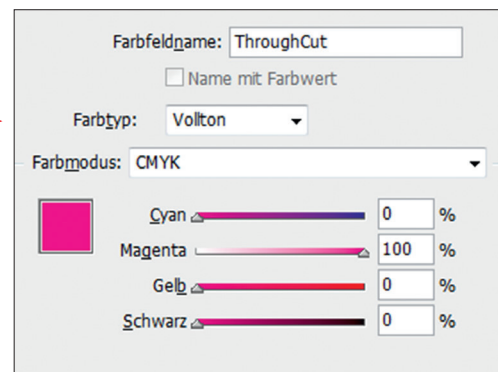 Farbfeldname: ThroughCut
Name mit Farbwert
Farbtyp: Vollton
Farbmodus: CMYK
Cyan 0 %
Magenta 100 %
Gelb 0 %
Schwarz 0 %